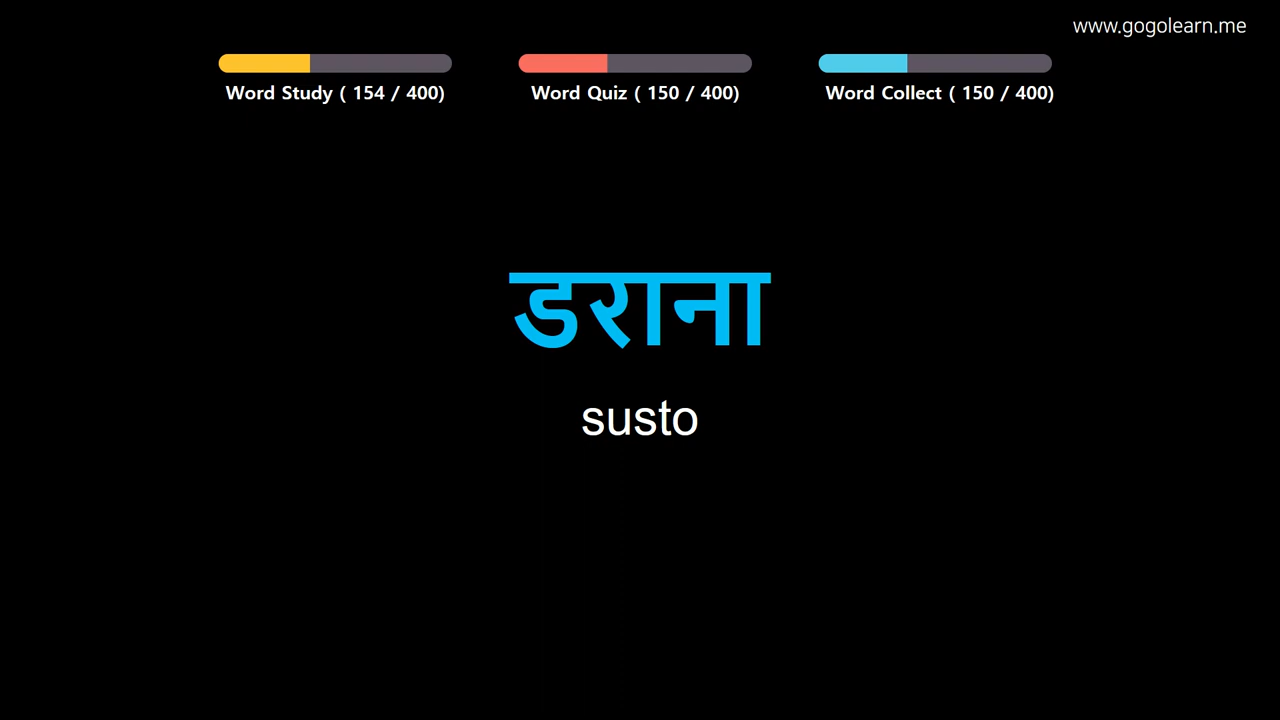 www.gogolearn.me
Word Study ( 154 / 400)
Word Quiz ( 150 / 400)
Word Collect ( 150 / 400)
डराना
susto